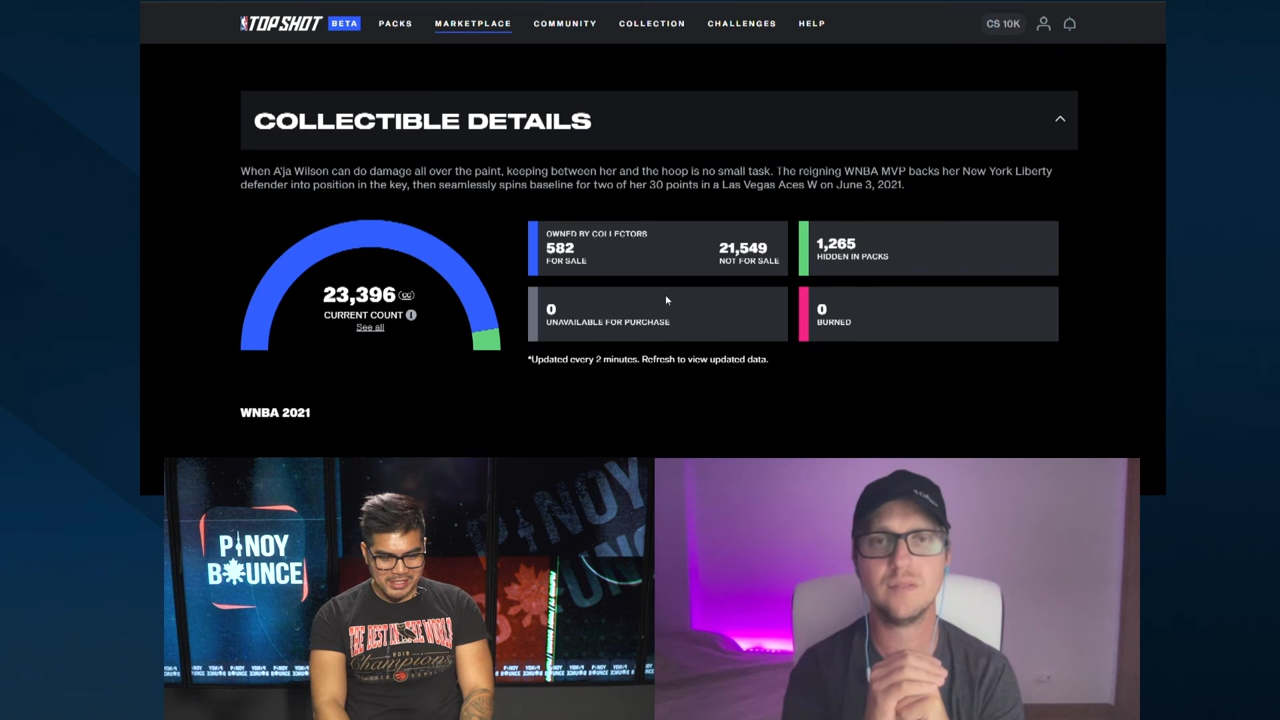 TOP SHOT BETA PACKS MARKETPLACE COMMUNITY COLLECTION CHALLENGES HELP CS 10K
COLLECTIBLE DETAILS
When A'ja Wilson can do damage all over the paint, keeping between her and the hoop is no small task. The reigning WNBA MVP backs her New York Liberty
defender into position in the key, then seamlessly spins baseline for two of her 30 points in a Las Vegas Aces W on June 3, 2021.
23,396 CC
CURRENT COUNT
See all
OWNED BY COLLECTORS
582
FOR SALE
21,549
NOT FOR SALE
1,265
HIDDEN IN PACKS
0
UNAVAILABLE FOR PURCHASE
0
BURNED
*Updated every 2 minutes. Refresh to view updated data.
WNBA 2021
PINOY
BOUNCE
PINOY
THE BEST IN THE WORLD
2019
Champions